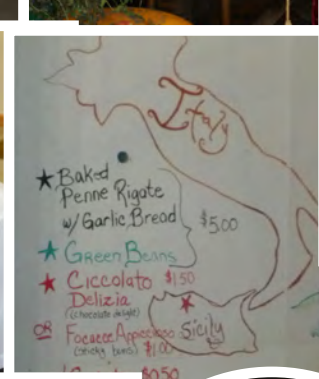 Italy
★ Baked
Penne Rigate
w/ Garlic Bread
$5.00
★ Green Beans
★ Ciccolato $1.50
Delizia
(chocolate delight)
Sicily
OR Focacce
(sticky buns) $1.00
$0.50